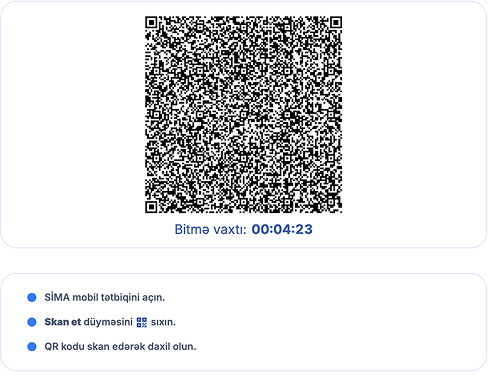 Bitmə vaxtı: 00:04:23
SİMA mobil tətbiqini açın.
Skan et düyməsini sıxın.
QR kodu skan edərək daxil olun.